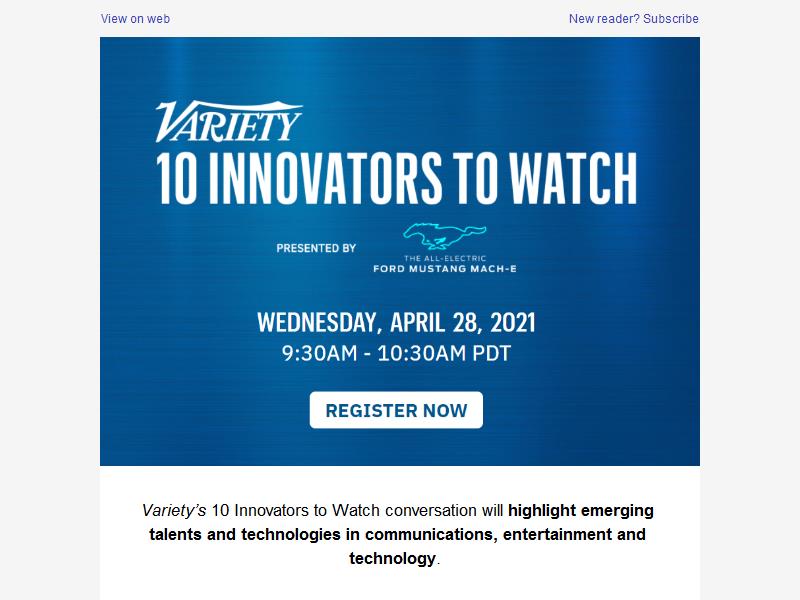 View on web
New reader? Subscribe
VARIETY
10 INNOVATORS TO WATCH
PRESENTED BY
THE ALL-ELECTRIC
FORD MUSTANG MACH-E
WEDNESDAY, APRIL 28, 2021
9:30AM - 10:30AM PDT
REGISTER NOW
Variety's 10 Innovators to Watch conversation will highlight emerging
talents and technologies in communications, entertainment and
technology.